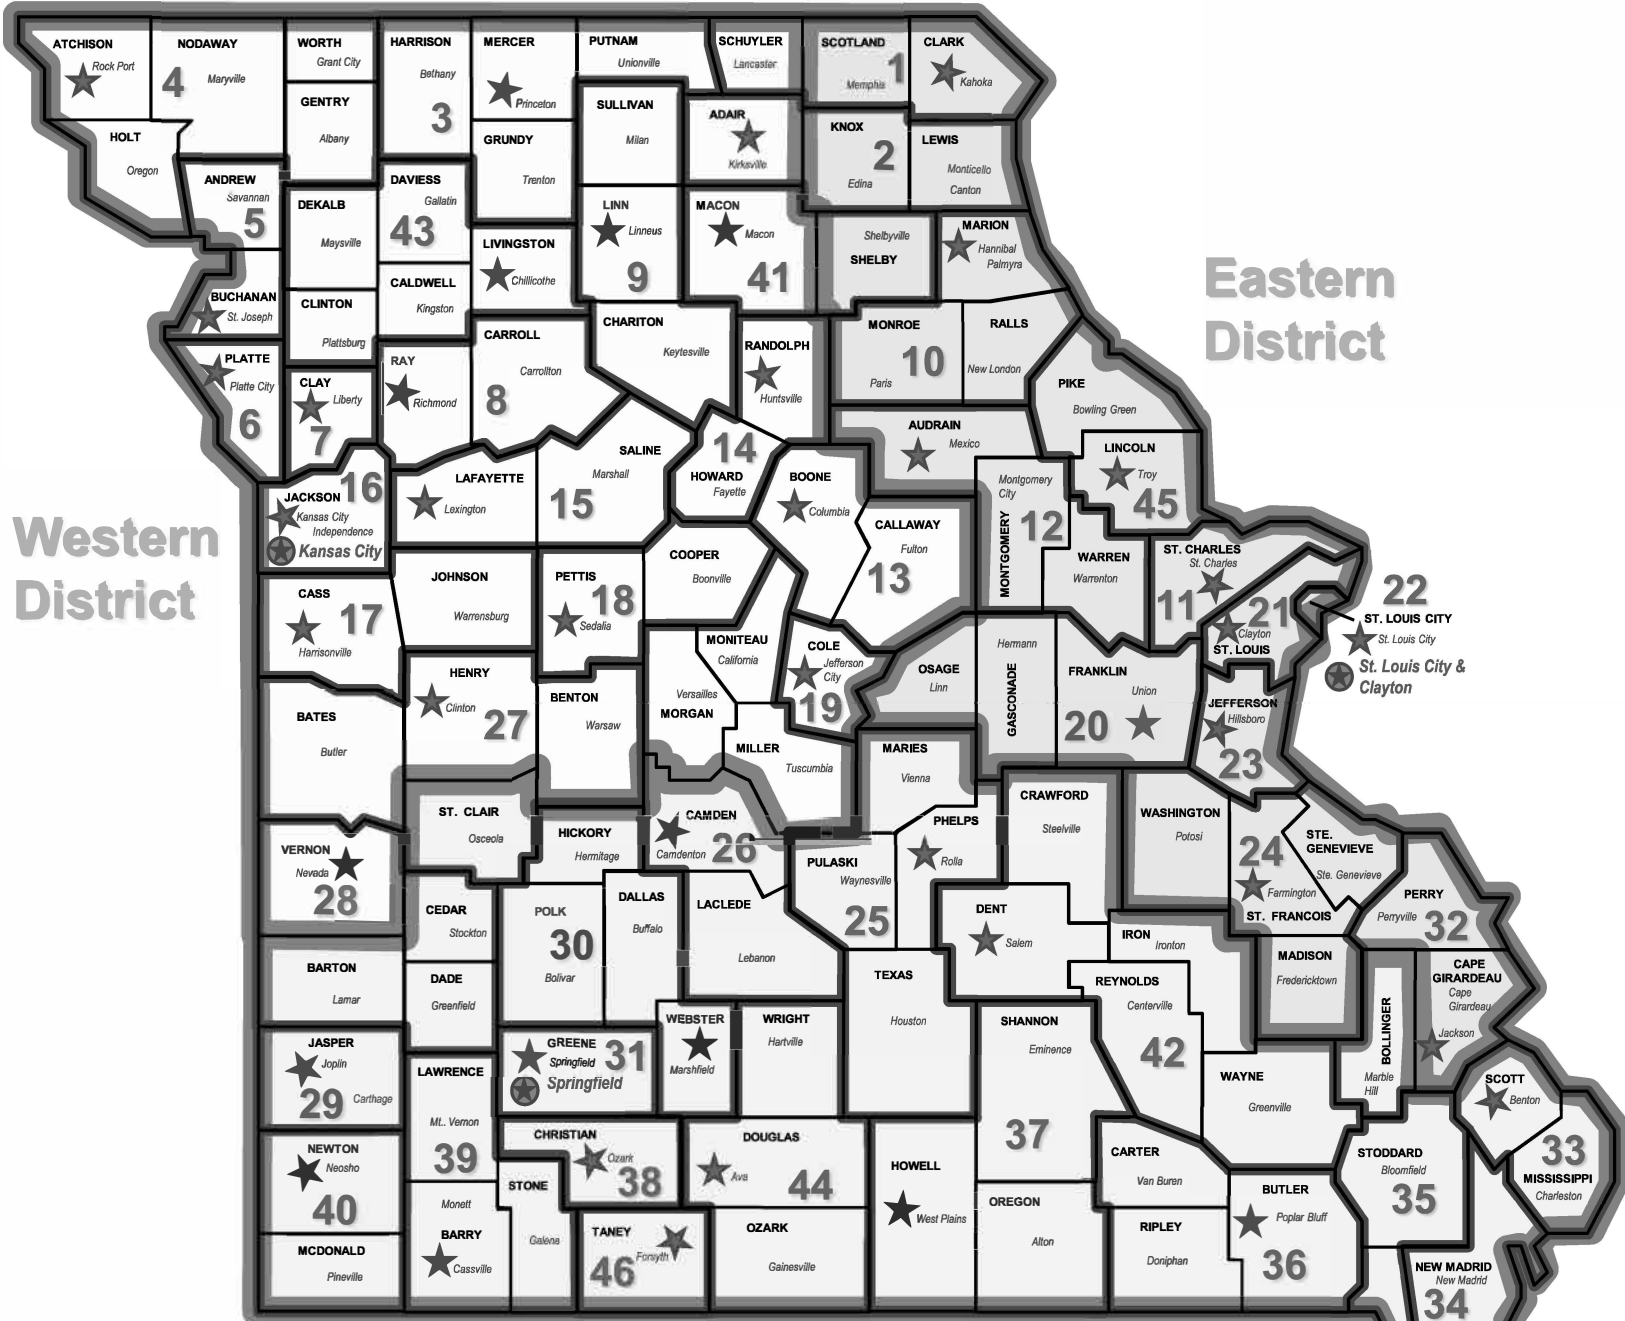 ATCHISON
Rock Port
NODAWAY
4
Maryville
WORTH
Grant City
HARRISON
Bethany
3
MERCER
Princeton
PUTNAM
Unionville
SCHUYLER
Lancaster
SCOTLAND
1
Memphis
CLARK
Kahoka
HOLT
Oregon
GENTRY
Albany
GRUNDY
Trenton
SULLIVAN
Milan
ADAIR
Kirksville
KNOX
2
Edina
LEWIS
Monticello
Canton
ANDREW
Savannah
5
DEKALB
Maysville
DAVIESS
Gallatin
43
LIVINGSTON
Chillicothe
LINN
Linneus
9
MACON
Macon
41
Shelbyville
SHELBY
MARION
Hannibal
Palmyra
Eastern
District
BUCHANAN
St. Joseph
CLINTON
Plattsburg
CALDWELL
Kingston
CARROLL
Carrollton
8
CHARITON
Keytesville
RANDOLPH
Huntsville
MONROE
10
Paris
RALLS
New London
PLATTE
Platte City
6
CLAY
Liberty
7
RAY
Richmond
PIKE
Bowling Green
AUDRAIN
Mexico
LINCOLN
Troy
45
Western
District
JACKSON
16
Kansas City
Independence
Kansas City
LAFAYETTE
Lexington
SALINE
Marshall
15
14
HOWARD
Fayette
BOONE
Columbia
CALLAWAY
Fulton
13
Montgomery
City
MONTGOMERY
12
WARREN
Warrenton
ST. CHARLES
St. Charles
11
21
Clayton
ST. LOUIS
22
ST. LOUIS CITY
St. Louis City
St. Louis City &
Clayton
CASS
17
Harrisonville
JOHNSON
Warrensburg
PETTIS
18
Sedalia
COOPER
Boonville
MONITEAU
California
COLE
Jefferson
City
19
OSAGE
Linn
Hermann
GASCONADE
FRANKLIN
Union
20
JEFFERSON
Hillsboro
23
BATES
Butler
HENRY
Clinton
27
BENTON
Warsaw
Versailles
MORGAN
MILLER
Tuscumbia
MARIES
Vienna
ST. CLAIR
Osceola
HICKORY
Hermitage
CAMDEN
Camdenton
26
PULASKI
Waynesville
25
PHELPS
Rolla
CRAWFORD
Steelville
WASHINGTON
Potosi
24
Farmington
ST. FRANCOIS
STE.
GENEVIEVE
Ste. Genevieve
PERRY
Perryville
32
VERNON
Nevada
28
CEDAR
Stockton
POLK
30
Bolivar
DALLAS
Buffalo
LACLEDE
Lebanon
DENT
Salem
IRON
Ironton
MADISON
Fredericktown
CAPE
GIRARDEAU
Cape
Girardeau
Jackson
BARTON
Lamar
DADE
Greenfield
TEXAS
Houston
REYNOLDS
Centerville
42
BOLLINGER
Marble
Hill
JASPER
Joplin
29
Carthage
LAWRENCE
Mt.. Vernon
39
GREENE
31
Springfield
Springfield
WEBSTER
Marshfield
WRIGHT
Hartville
SHANNON
Eminence
37
WAYNE
Greenville
SCOTT
Benton
NEWTON
Neosho
40
CHRISTIAN
Ozark
38
DOUGLAS
Ava
44
HOWELL
West Plains
CARTER
Van Buren
STODDARD
Bloomfield
35
33
MISSISSIPPI
Charleston
MCDONALD
Pineville
Monett
BARRY
Cassville
STONE
Galena
TANEY
Forsyth
46
OZARK
Gainesville
OREGON
Alton
RIPLEY
Doniphan
BUTLER
Poplar Bluff
36
NEW MADRID
New Madrid
34